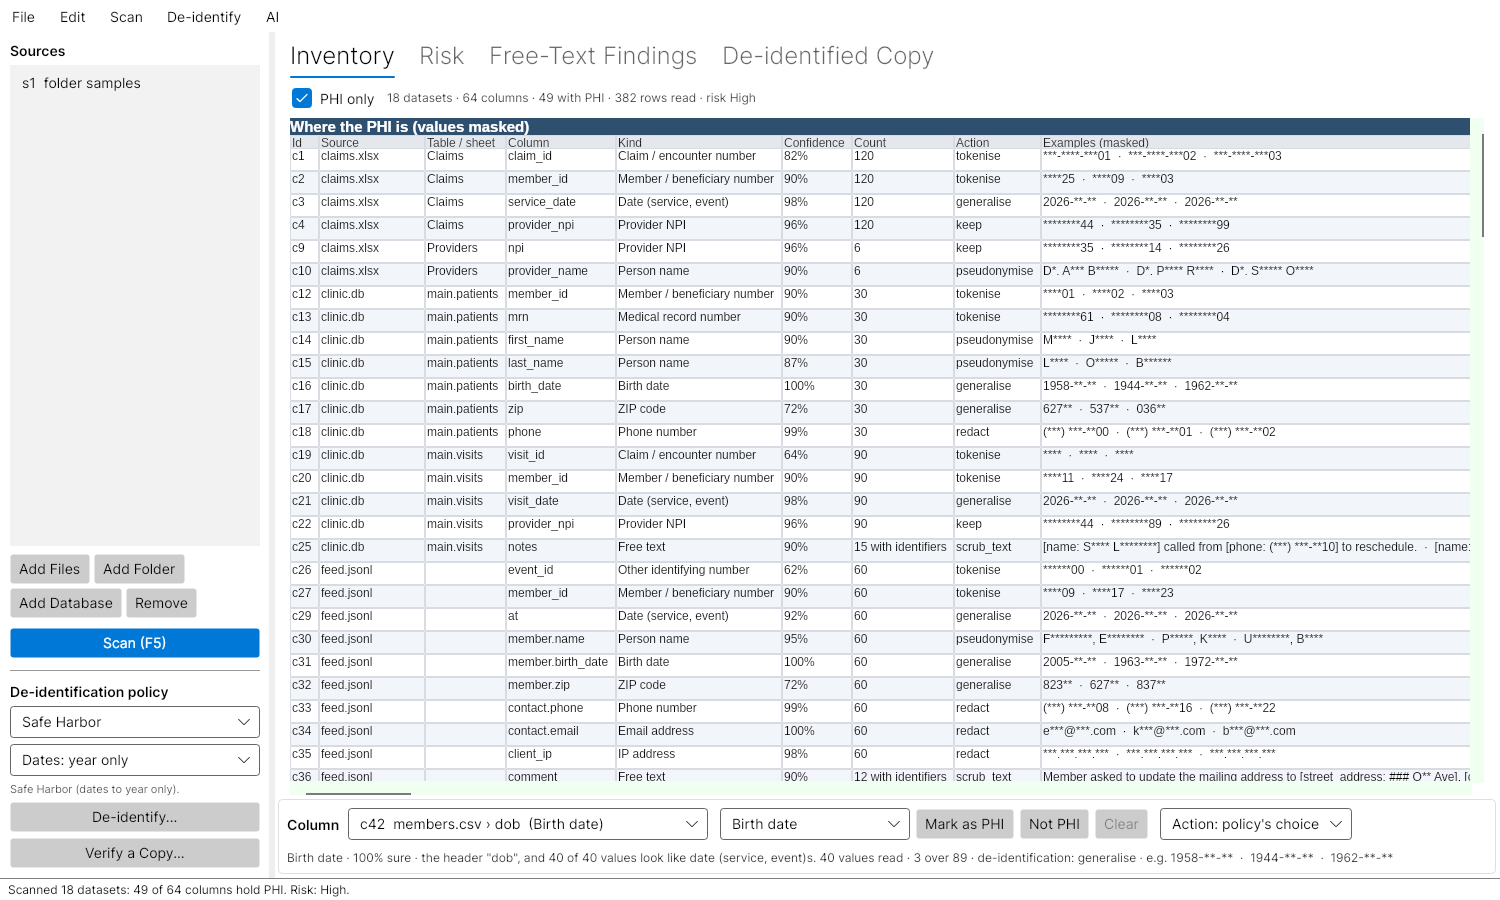 File Edit Scan De-identify AI
Sources
s1 folder samples
Add Files Add Folder
Add Database Remove
Scan (F5)
De-identification policy
Safe Harbor
Dates: year only
Safe Harbor (dates to year only).
De-identify...
Verify a Copy...
Inventory Risk Free-Text Findings De-identified Copy
PHI only 18 datasets · 64 columns · 49 with PHI · 382 rows read · risk High
Where the PHI is (values masked)
Id Source Table / sheet Column Kind Confidence Count Action Examples (masked)
c1 claims.xlsx Claims claim_id Claim / encounter number 82% 120 tokenise ***-****-***01 · ***-****-***02 · ***-****-***03
c2 claims.xlsx Claims member_id Member / beneficiary number 90% 120 tokenise ****25 · ****09 · ****03
c3 claims.xlsx Claims service_date Date (service, event) 98% 120 generalise 2026-**-** · 2026-**-** · 2026-**-**
c4 claims.xlsx Claims provider_npi Provider NPI 96% 120 keep ********44 · ********35 · ********99
c9 claims.xlsx Providers npi Provider NPI 96% 6 keep ********35 · ********14 · ********26
c10 claims.xlsx Providers provider_name Person name 90% 6 pseudonymise D*. A*** B***** · D*. P**** R**** · D*. S***** O****
c12 clinic.db main.patients member_id Member / beneficiary number 90% 30 tokenise ****01 · ****02 · ****03
c13 clinic.db main.patients mrn Medical record number 90% 30 tokenise ********61 · ********08 · ********04
c14 clinic.db main.patients first_name Person name 90% 30 pseudonymise M**** · J**** · L****
c15 clinic.db main.patients last_name Person name 87% 30 pseudonymise L**** · O***** · B******
c16 clinic.db main.patients birth_date Birth date 100% 30 generalise 1958-**-** · 1944-**-** · 1962-**-**
c17 clinic.db main.patients zip ZIP code 72% 30 generalise 627** · 537** · 036**
c18 clinic.db main.patients phone Phone number 99% 30 redact (***) ***-**00 · (***) ***-**01 · (***) ***-**02
c19 clinic.db main.visits visit_id Claim / encounter number 64% 90 tokenise **** · **** · ****
c20 clinic.db main.visits member_id Member / beneficiary number 90% 90 tokenise ****11 · ****24 · ****17
c21 clinic.db main.visits visit_date Date (service, event) 98% 90 generalise 2026-**-** · 2026-**-** · 2026-**-**
c22 clinic.db main.visits provider_npi Provider NPI 96% 90 keep ********44 · ********89 · ********26
c25 clinic.db main.visits notes Free text 90% 15 with identifiers scrub_text [name: S**** L********] called from [phone: (***) ***-**10] to reschedule. · [name:
c26 feed.jsonl event_id Other identifying number 62% 60 tokenise ******00 · ******01 · ******02
c27 feed.jsonl member_id Member / beneficiary number 90% 60 tokenise ****09 · ****17 · ****23
c29 feed.jsonl at Date (service, event) 92% 60 generalise 2026-**-** · 2026-**-** · 2026-**-**
c30 feed.jsonl member.name Person name 95% 60 pseudonymise F*********, E******** · P*****, K**** · U********, B****
c31 feed.jsonl member.birth_date Birth date 100% 60 generalise 2005-**-** · 1963-**-** · 1972-**-**
c32 feed.jsonl member.zip ZIP code 72% 60 generalise 823** · 627** · 837**
c33 feed.jsonl contact.phone Phone number 99% 60 redact (***) ***-**08 · (***) ***-**16 · (***) ***-**22
c34 feed.jsonl contact.email Email address 100% 60 redact e***@***.com · k***@***.com · b***@***.com
c35 feed.jsonl client_ip IP address 98% 60 redact ***.***.***.*** · ***.***.***.*** · ***.***.***.***
c36 feed.jsonl comment Free text 90% 12 with identifiers scrub_text Member asked to update the mailing address to [street_address: ### O** Ave]. [c
Column c42 members.csv › dob (Birth date) Birth date Mark as PHI Not PHI Clear Action: policy's choice
Birth date · 100% sure · the header "dob", and 40 of 40 values look like date (service, event)s. 40 values read · 3 over 89 · de-identification: generalise · e.g. 1958-**-** · 1944-**-** · 1962-**-**
Scanned 18 datasets: 49 of 64 columns hold PHI. Risk: High.